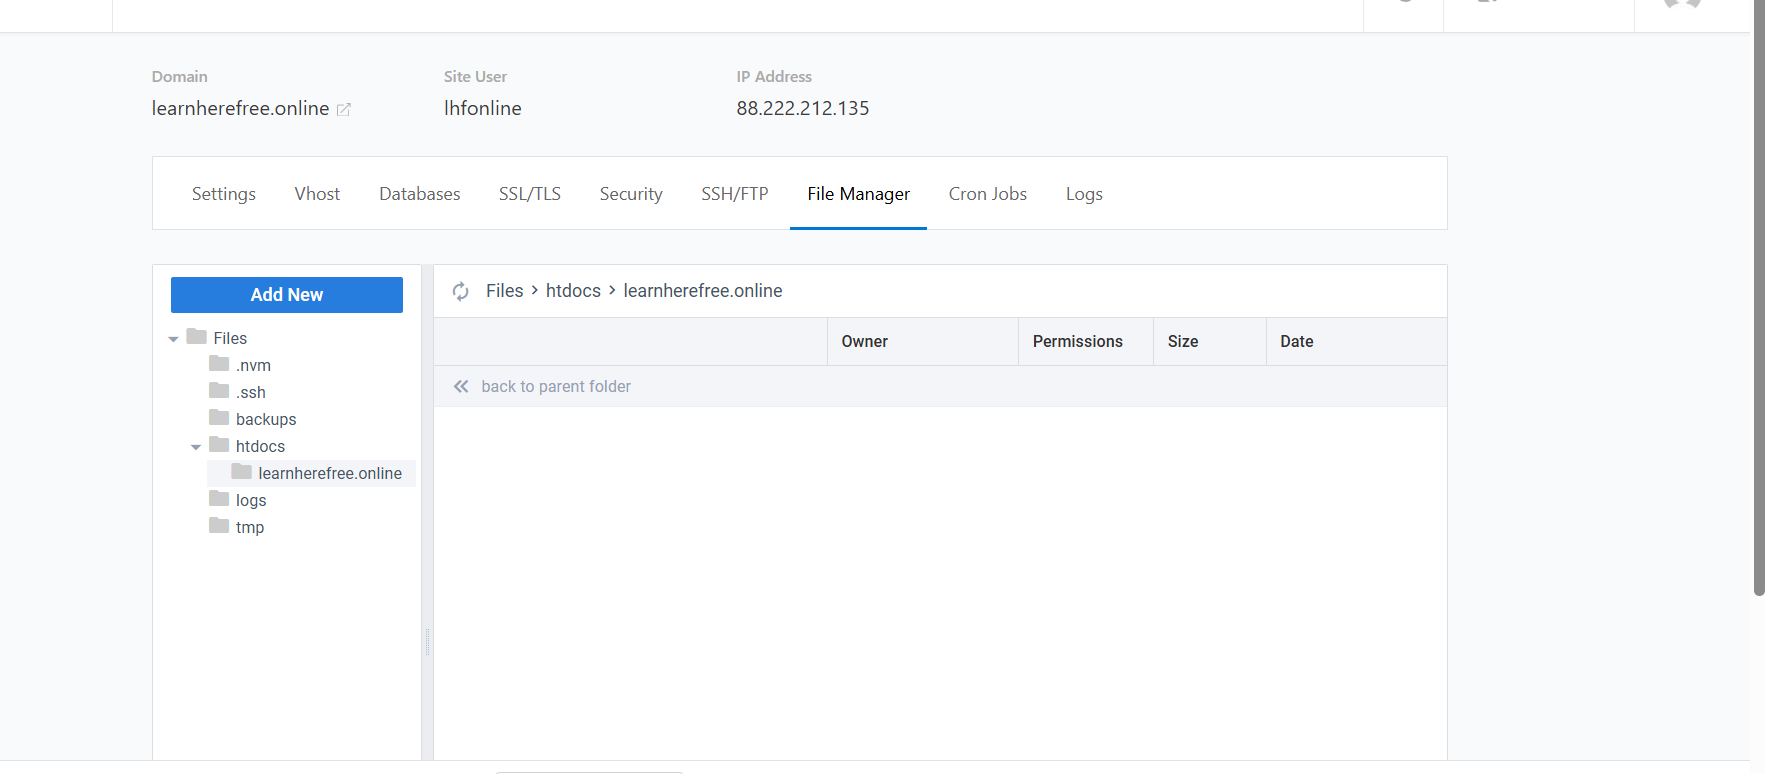 Domain
learnherefree.online
Site User
lhfonline
IP Address
88.222.212.135
Settings Vhost Databases SSL/TLS Security SSH/FTP File Manager Cron Jobs Logs
Add New
Files
.nvm
.ssh
backups
htdocs
learnherefree.online
logs
tmp
Files > htdocs > learnherefree.online
Owner Permissions Size Date
back to parent folder